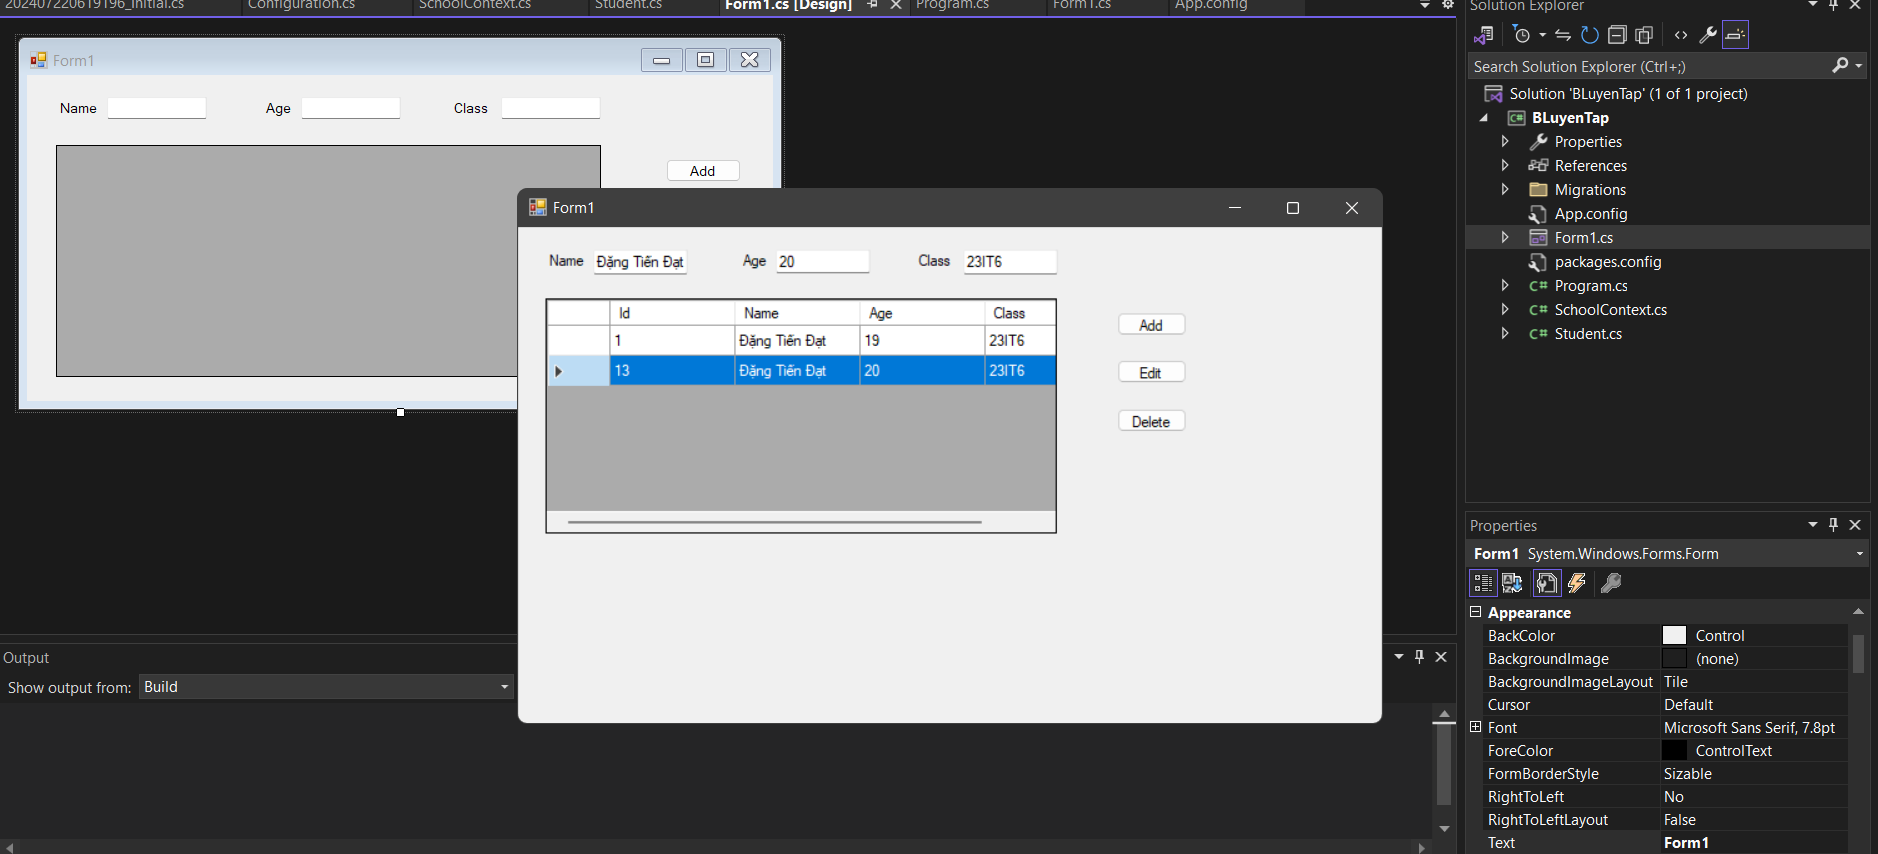 20240722061919​6_Initial.cs
Configuration.cs
SchoolContext.cs
Student.cs
Form1.cs [Design]
Program.cs
Form1.cs
App.config
Form1
Name
Age
Class
Add
Form1
Name Đặng Tiến Đạt Age 20 Class 23IT6
Id Name Age Class
1 Đặng Tiến Đạt 19 23IT6
13 Đặng Tiến Đạt 20 23IT6
Add
Edit
Delete
Output
Show output from: Build
Solution Explorer
Search Solution Explorer (Ctrl+;)
Solution 'BLuyenTap' (1 of 1 project)
C# BLuyenTap
Properties
References
Migrations
App.config
Form1.cs
packages.config
C# Program.cs
C# SchoolContext.cs
C# Student.cs
Properties
Form1 System.Windows.Forms.Form
Appearance
BackColor Control
BackgroundImage (none)
BackgroundImageLayout Tile
Cursor Default
Font Microsoft Sans Serif, 7.8pt
ForeColor ControlText
FormBorderStyle Sizable
RightToLeft No
RightToLeftLayout False
Text Form1